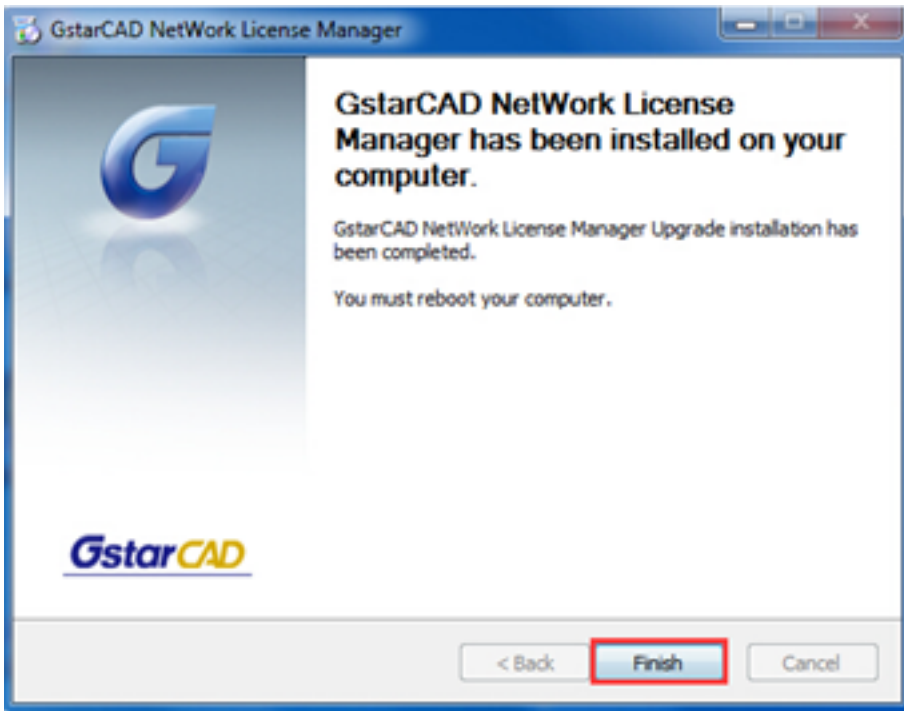 GstarCAD NetWork License Manager
GstarCAD NetWork License
Manager has been installed on your
computer.
GstarCAD NetWork License Manager Upgrade installation has
been completed.
You must reboot your computer.
GstarCAD
< Back
Finish
Cancel